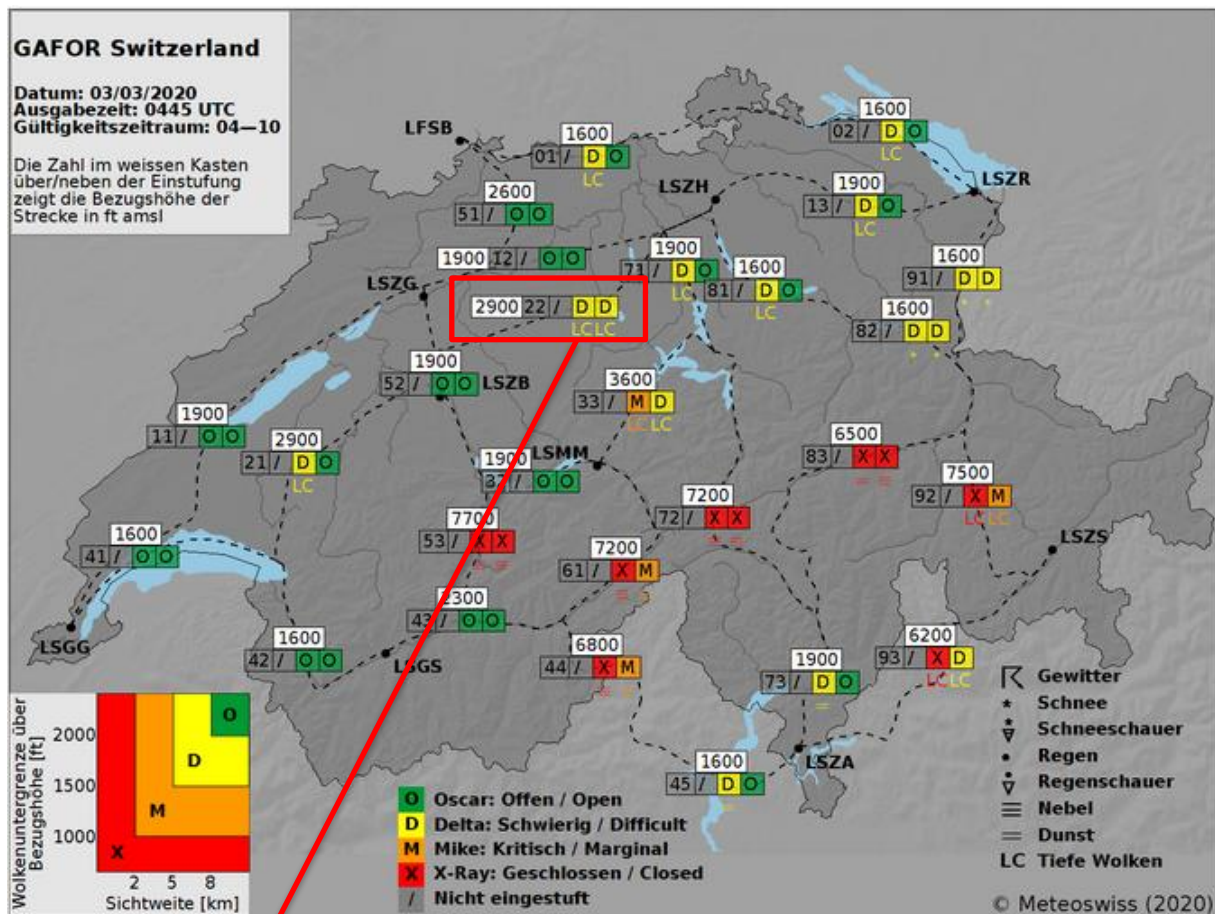 GAFOR Switzerland
Datum: 03/03/2020
Ausgabezeit: 0445 UTC
Gültigkeitszeitraum: 04—10
Die Zahl im weissen Kasten
über/neben der Einstufung
zeigt die Bezugshöhe der
Strecke in ft amsl
LFSB
1600
01 / D O
LC
1600
02 / D O
LC
LSZR
LSZH
1900
13 / D O
LC
2600
51 / O O
1900 12 / O O
1900
71 / D O
LC
1600
81 / D O
LC
1600
91 / D D
* *
LSZG
2900 22 / D D
LC LC
1600
82 / D D
* *
1900
52 / O O
LSZB
3600
33 / M D
LC LC
1900
11 / O O
2900
21 / D O
LC
1900
/ O O
LSMM
6500
83 / X X
7500
92 / X M
LC LC
7200
72 / X X
7700
53 / X X
1600
41 / O O
7200
61 / X M
LSZS
LSGG
2300
43 / O O
1600
42 / O O
LSGS
6800
44 / X M
1900
73 / D O
6200
93 / X D
LC LC
1600
45 / D O
LSZA
Wolkenuntergrenze über
Bezugshöhe [ft]
2000
1500
1000
O
D
M
X
2 5 8
Sichtweite [km]
O Oscar: Offen / Open
D Delta: Schwierig / Difficult
M Mike: Kritisch / Marginal
X X-Ray: Geschlossen / Closed
/ Nicht eingestuft
Gewitter
Schnee
Schneeschauer
Regen
Regenschauer
Nebel
Dunst
LC Tiefe Wolken
© Meteoswiss (2020)